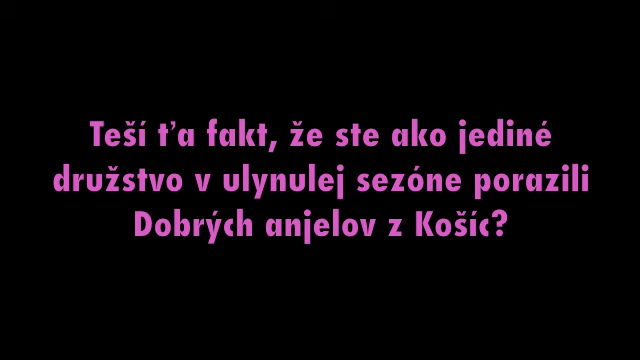 Teší ťa fakt, že ste ako jediné
družstvo v ulynulej sezóne porazili
Dobrých anjelov z Košíc?